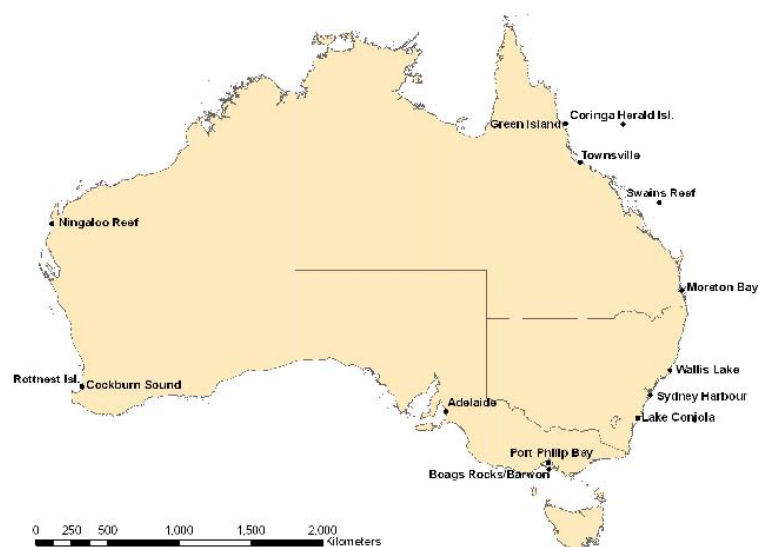 Coringa Herald Isl.
Green Island
Townsville
Swains Reef
Ningaloo Reef
Moreton Bay
Wallis Lake
Rottnest Isl.
Cockburn Sound
Sydney Harbour
Adelaide
Lake Conjola
Port Philip Bay
Boags Rocks/Barwon
0 250 500 1,000 1,500 2,000
Kilometers